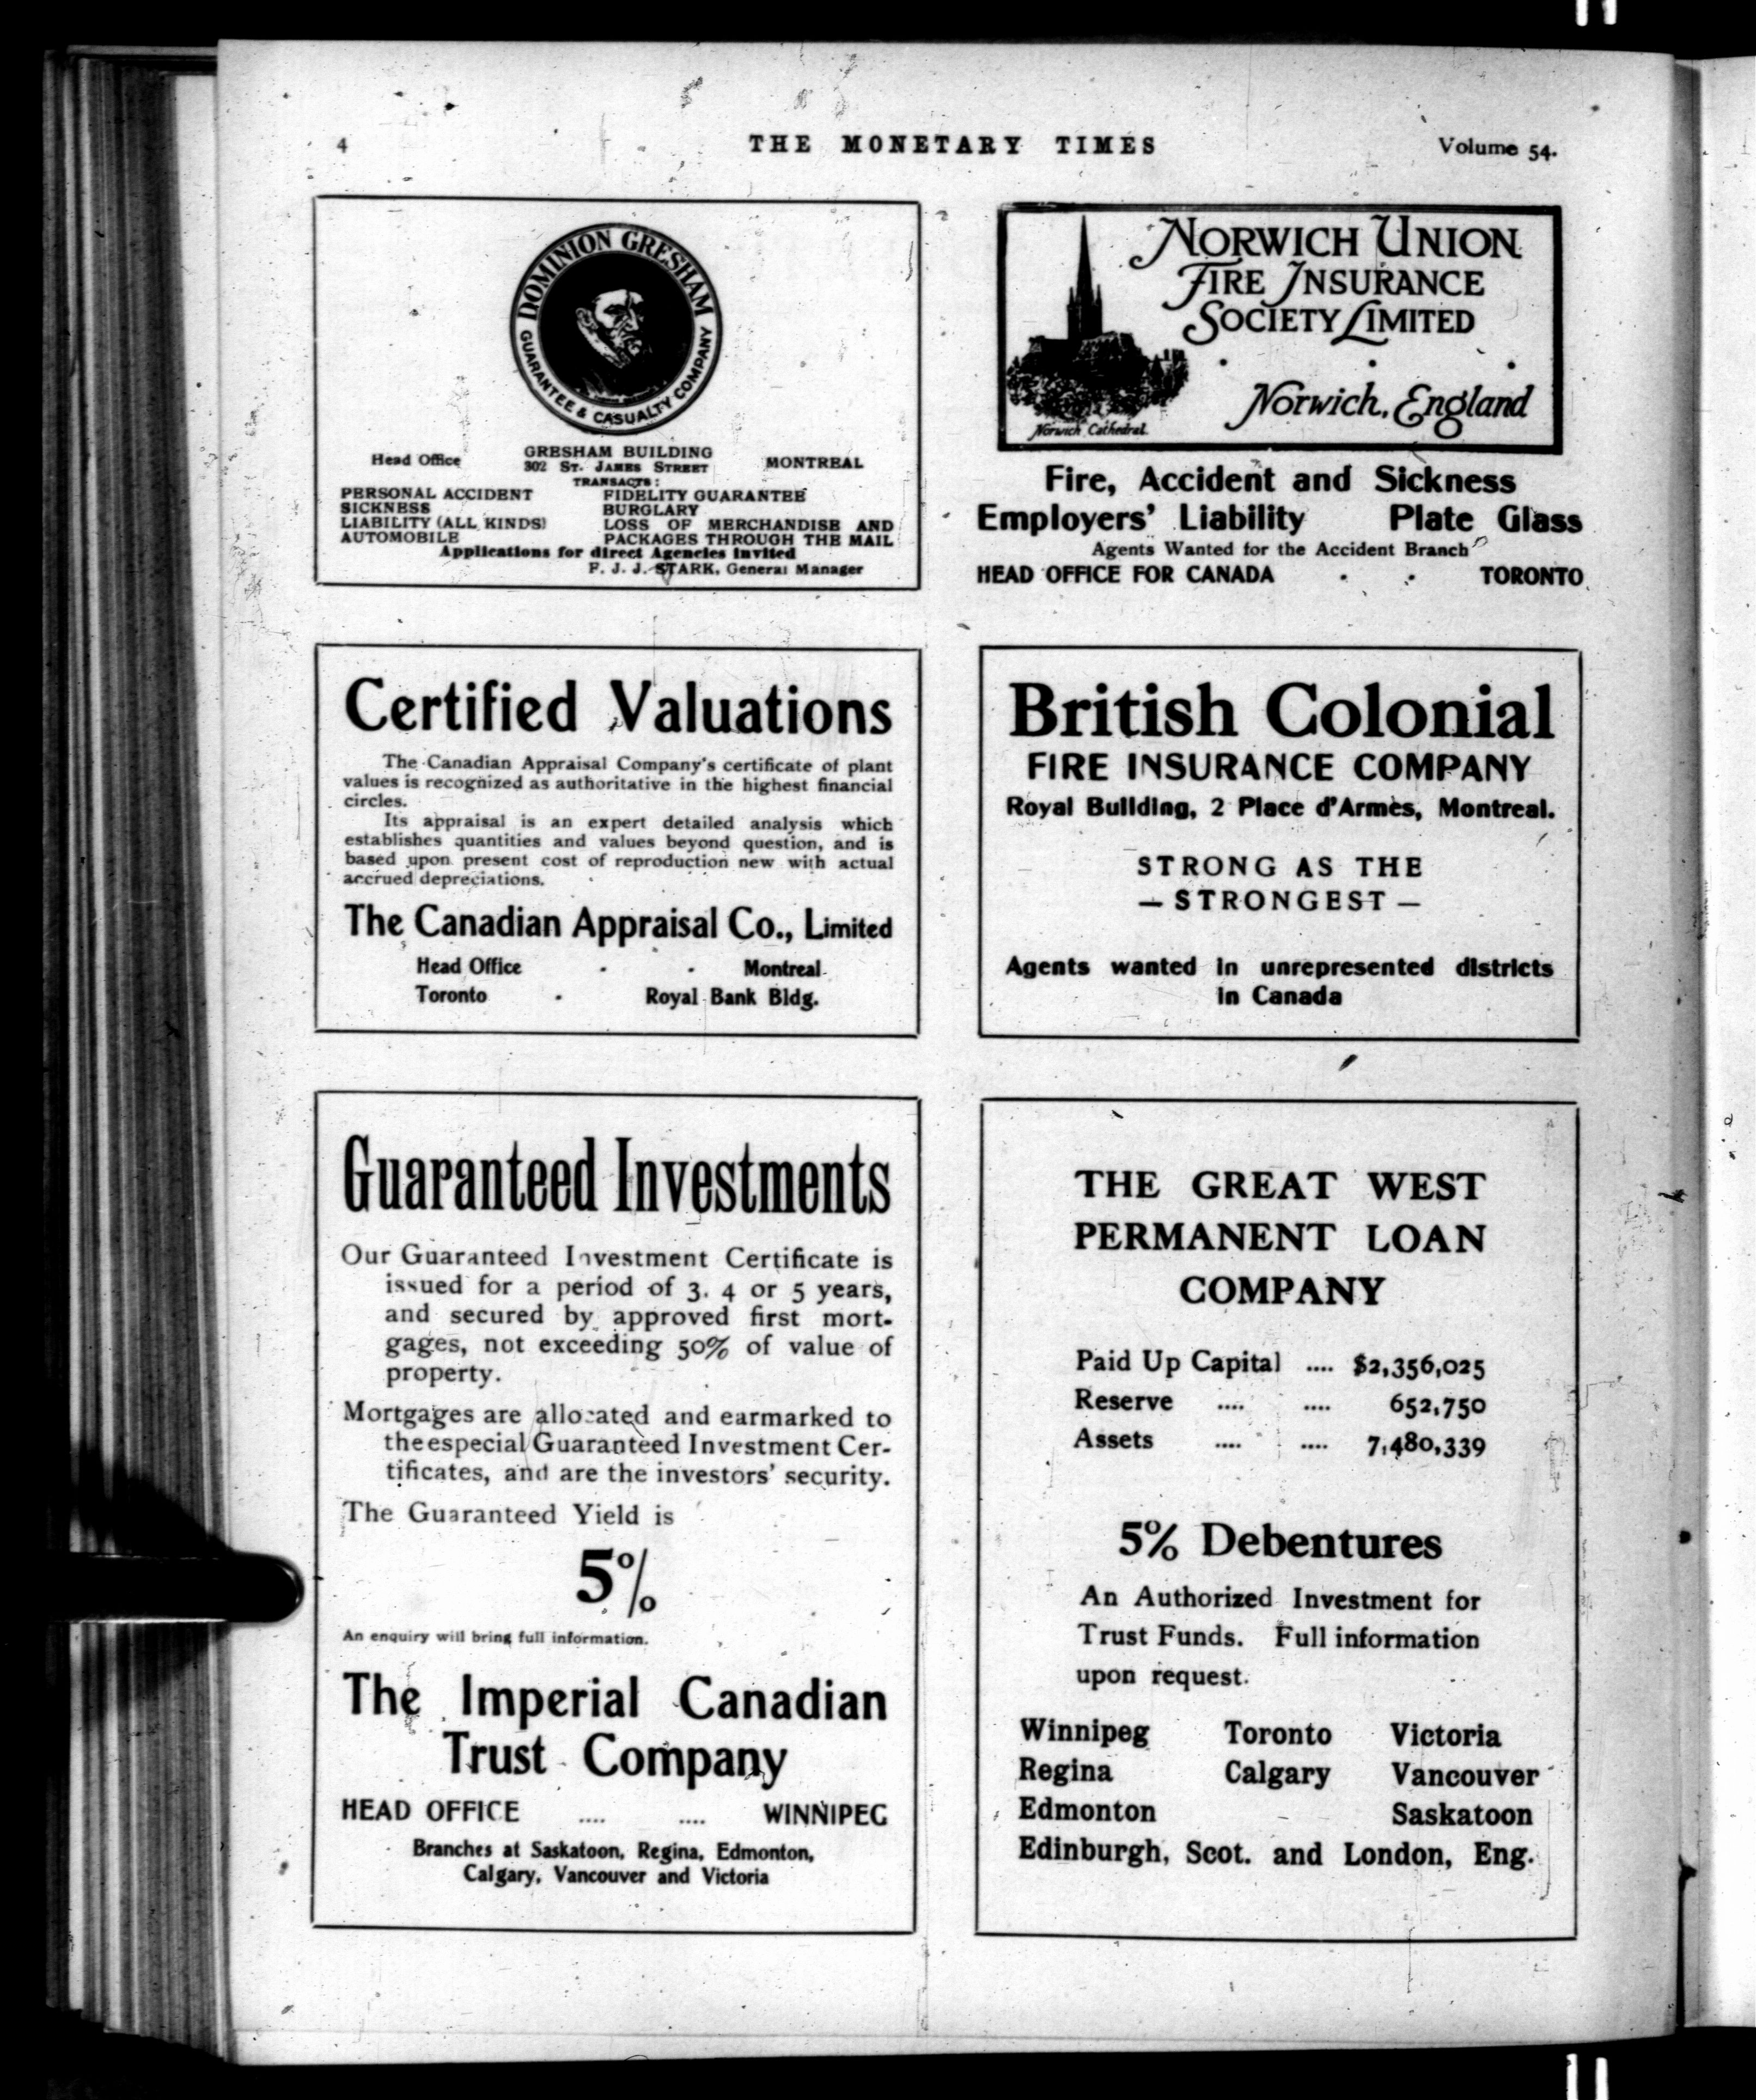 4
THE MONETARY TIMES
Volume 54.
DOMINION GRESHAM
GUARANTEE & CASUALTY COMPANY
Head Office
GRESHAM BUILDING
302 ST. JAMES STREET
MONTREAL
TRANSACTS:
PERSONAL ACCIDENT
SICKNESS
LIABILITY (ALL KINDS)
AUTOMOBILE
FIDELITY GUARANTEE
BURGLARY
LOSS OF MERCHANDISE AND
PACKAGES THROUGH THE MAIL
Applications for direct Agencies invited
F. J. J. STARK, General Manager
NORWICH UNION
FIRE INSURANCE
SOCIETY LIMITED
Norwich, England
Norwich Cathedral.
Fire, Accident and Sickness
Employers' Liability Plate Glass
Agents Wanted for the Accident Branch
HEAD OFFICE FOR CANADA - - TORONTO
Certified Valuations
The Canadian Appraisal Company's certificate of plant
values is recognized as authoritative in the highest financial
circles.
Its appraisal is an expert detailed analysis which
establishes quantities and values beyond question, and is
based upon present cost of reproduction new with actual
accrued depreciations.
The Canadian Appraisal Co., Limited
Head Office - - Montreal
Toronto - Royal Bank Bldg.
British Colonial
FIRE INSURANCE COMPANY
Royal Building, 2 Place d'Armes, Montreal.
STRONG AS THE
— STRONGEST —
Agents wanted in unrepresented districts
in Canada
Guaranteed Investments
Our Guaranteed Investment Certificate is
issued for a period of 3, 4 or 5 years,
and secured by approved first mort-
gages, not exceeding 50% of value of
property.
Mortgages are allocated and earmarked to
theespecial Guaranteed Investment Cer-
tificates, and are the investors' security.
The Guaranteed Yield is
5%
An enquiry will bring full information.
The Imperial Canadian
Trust Company
HEAD OFFICE .... .... WINNIPEG
Branches at Saskatoon, Regina, Edmonton,
Calgary, Vancouver and Victoria
THE GREAT WEST
PERMANENT LOAN
COMPANY
Paid Up Capital .... $2,356,025
Reserve .... .... 652,750
Assets .... .... 7,480,339
5% Debentures
An Authorized Investment for
Trust Funds. Full information
upon request.
Winnipeg Toronto Victoria
Regina Calgary Vancouver
Edmonton Saskatoon
Edinburgh, Scot. and London, Eng.